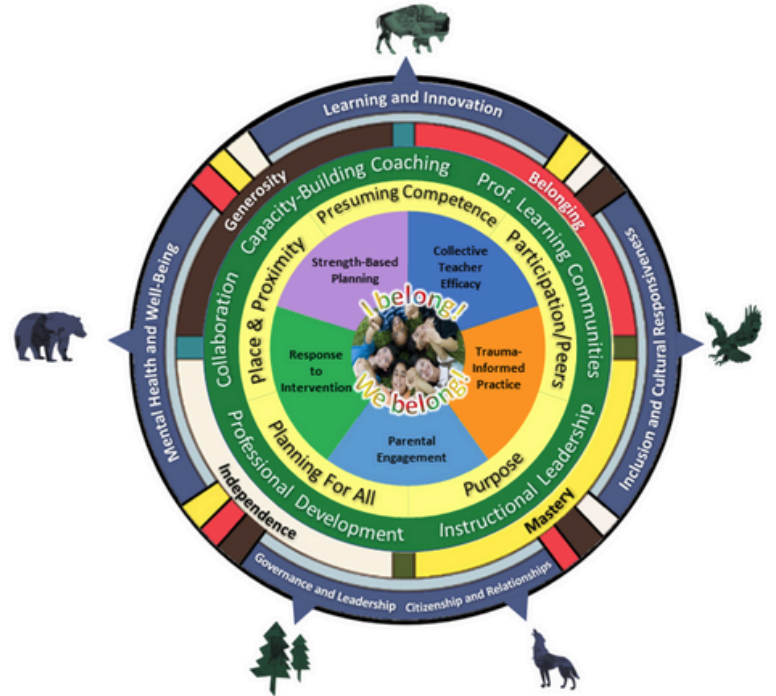 Learning and Innovation
Mental Health and Well-Being
Inclusion and Cultural Responsiveness
Governance and Leadership
Citizenship and Relationships
Generosity
Belonging
Independence
Mastery
Capacity-Building Coaching
Prof. Learning Communities
Collaboration
Professional Development
Instructional Leadership
Presuming Competence
Participation/Peers
Place & Proximity
Planning For All
Purpose
Strength-Based
Planning
Collective
Teacher
Efficacy
Response
to
Intervention
Trauma-
Informed
Practice
Parental
Engagement
I belong!
We belong!